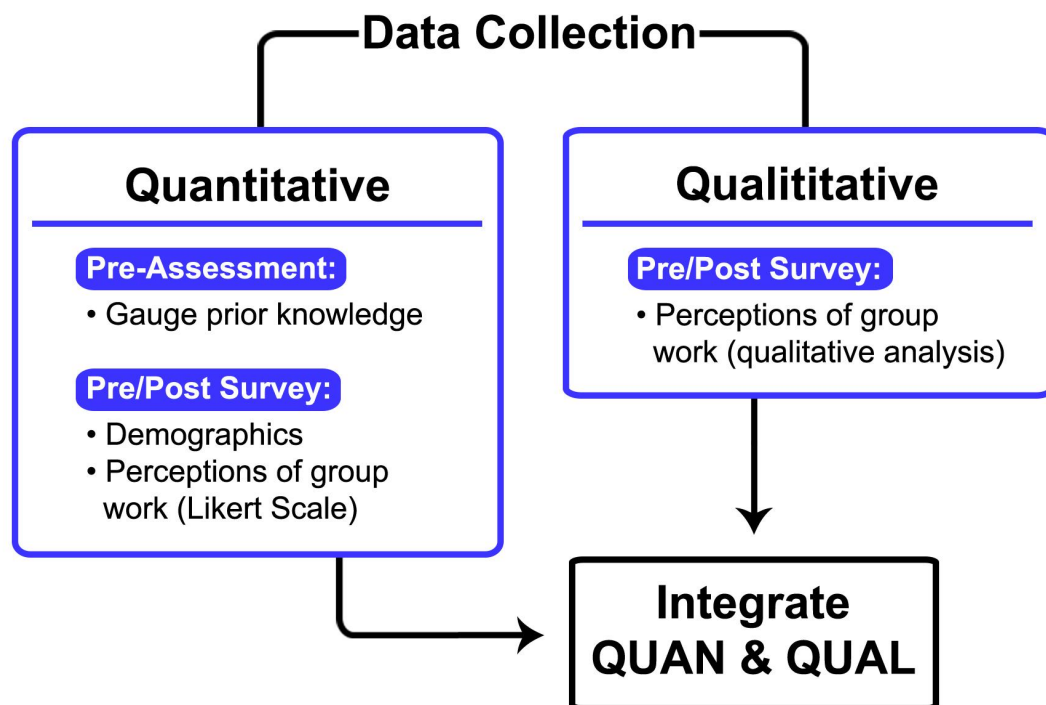 Data Collection
Quantitative
Pre-Assessment:
• Gauge prior knowledge
Pre/Post Survey:
• Demographics
• Perceptions of group
work (Likert Scale)
Qualititative
Pre/Post Survey:
• Perceptions of group
work (qualitative analysis)
Integrate
QUAN & QUAL